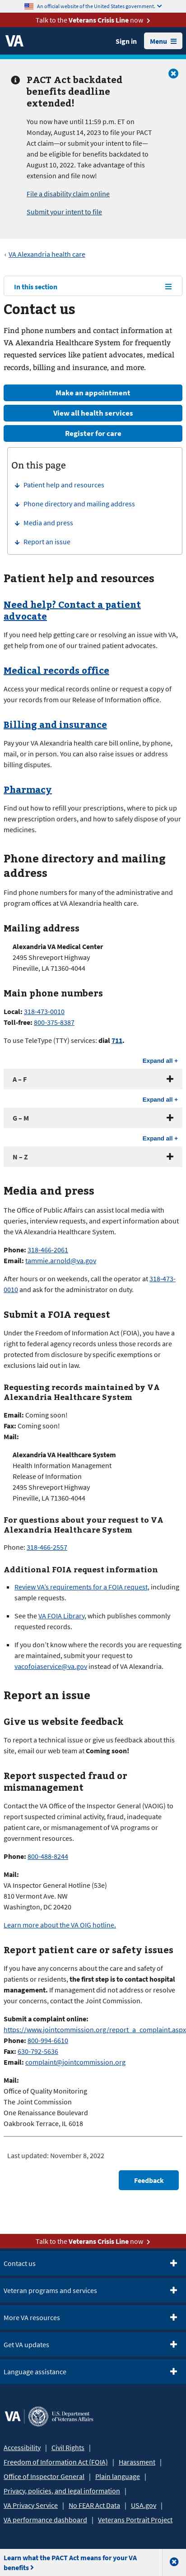 An official website of the United States government.
Talk to the Veterans Crisis Line now
VA
Sign in
Menu
PACT Act backdated
benefits deadline
extended!
You now have until 11:59 p.m. ET on
Monday, August 14, 2023 to file your PACT
Act claim—or submit your intent to
file—and be eligible for benefits backdated to
August 10, 2022. Take advantage of this
extension and file now!
File a disability claim online
Submit your intent to file
‹ VA Alexandria health care
In this section
Contact us
Find phone numbers and contact information at
VA Alexandria Health System for frequently
requests services like patient advocates, medical
records, billing and insurance, and more.
Make an appointment
View all health services
Register for care
On this page
Patient help and resources
Phone directory and mailing address
Media and press
Report an issue
Patient help and resources
Need help? Contact a patient
advocate
If you need help getting care or resolving an issue with VA,
get help from one of our trained patient advocates.
Medical records office
Access your medical records online or request a copy of
your records from our Release of Information office.
Billing and insurance
Pay your VA Alexandria health care bill online, by phone,
mail, or in person. You can also raise issues or address
billing disputes.
Pharmacy
Find out how to refill your prescriptions, where to pick up
your prescriptions, and how to safely dispose of your
medicines.
Phone directory and mailing
address
Find phone numbers for many of the administrative and
program offices at VA Alexandria health care.
Mailing address
Alexandria VA Medical Center
2495 Shreveport Highway
Pineville, LA 71360-4044
Main phone numbers
Local: 318-473-0010
Toll-free: 800-375-8387
To use TeleType (TTY) services: dial 711.
Expand all +
A – F
Expand all +
G – M
Expand all +
N – Z
Media and press
The Office of Public Affairs can assist local media with
queries, interview requests, and expert information about
the VA Alexandria Healthcare System.
Phone: 318-466-2061
Email: tammie.arnold@va.gov
After hours or on weekends, call the operator at 318-473-
0010 and ask for the administrator on duty.
Submit a FOIA request
Under the Freedom of Information Act (FOIA), you have a
right to federal agency records unless those records are
protected from disclosure by specific exemptions or
exclusions laid out in law.
Requesting records maintained by VA
Alexandria Healthcare System
Email: Coming soon!
Fax: Coming soon!
Mail:
Alexandria VA Healthcare System
Health Information Management
Release of Information
2495 Shreveport Highway
Pineville, LA 71360-4044
For questions about your request to VA
Alexandria Healthcare System
Phone: 318-466-2557
Additional FOIA request information
Review VA’s requirements for a FOIA request, including
sample requests.
See the VA FOIA Library, which publishes commonly
requested records.
If you don’t know where the records you are requesting
are maintained, submit your request to
vacofoiaservice@va.gov instead of VA Alexandria.
Report an issue
Give us website feedback
To report a technical issue or give us feedback about this
site, email our web team at Coming soon!
Report suspected fraud or
mismanagement
Contact the VA Office of the Inspector General (VAOIG) to
report suspected criminal activity, fraud, inadequate
patient care, or mismanagement of VA programs or
government resources.
Phone: 800-488-8244
Mail:
VA Inspector General Hotline (53e)
810 Vermont Ave. NW
Washington, DC 20420
Learn more about the VA OIG hotline.
Report patient care or safety issues
If you have any concerns about the care and safety of
patients or residents, the first step is to contact hospital
management. If management did not address or resolve
your concerns, contact the Joint Commission.
Submit a complaint online:
https://www.jointcommission.org/report_a_complaint.aspx
Phone: 800-994-6610
Fax: 630-792-5636
Email: complaint@jointcommission.org
Mail:
Office of Quality Monitoring
The Joint Commission
One Renaissance Boulevard
Oakbrook Terrace, IL 6018
Last updated: November 8, 2022
Feedback
Talk to the Veterans Crisis Line now
Contact us
Veteran programs and services
More VA resources
Get VA updates
Language assistance
VA
U.S. Department
of Veterans Affairs
Accessibility | Civil Rights |
Freedom of Information Act (FOIA) | Harassment |
Office of Inspector General | Plain language |
Privacy, policies, and legal information |
VA Privacy Service | No FEAR Act Data | USA.gov |
VA performance dashboard | Veterans Portrait Project
Learn what the PACT Act means for your VA
benefits